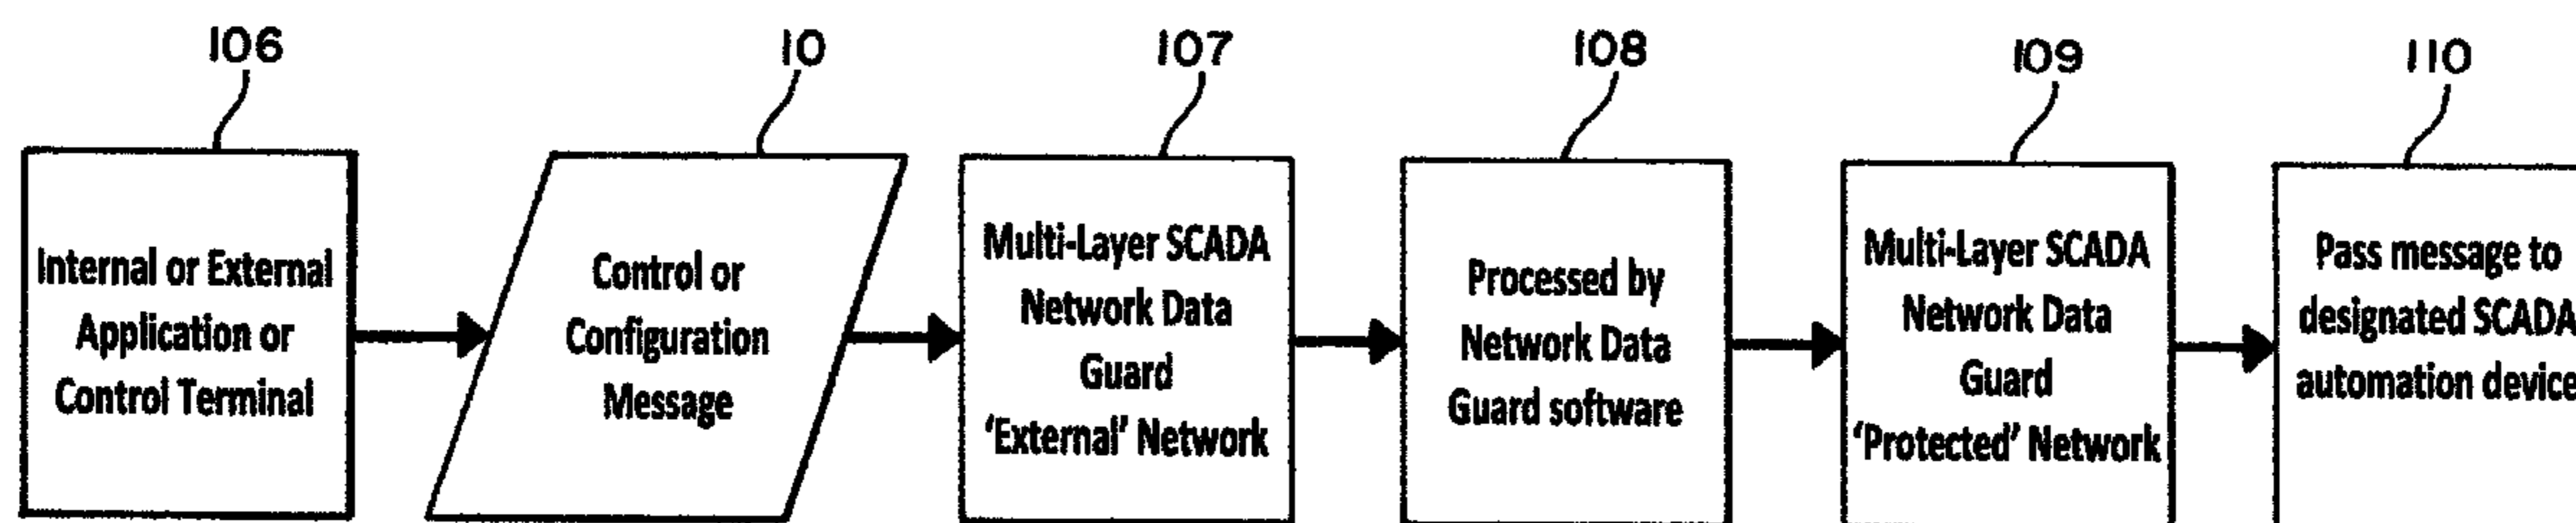 106
10
107
108
109
110
Internal or External
Application or
Control Terminal
Control or
Configuration
Message
Multi-Layer SCADA
Network Data
Guard
‘External’ Network
Processed by
Network Data
Guard software
Multi-Layer SCADA
Network Data
Guard
‘Protected’ Network
Pass message to
designated SCADA
automation device